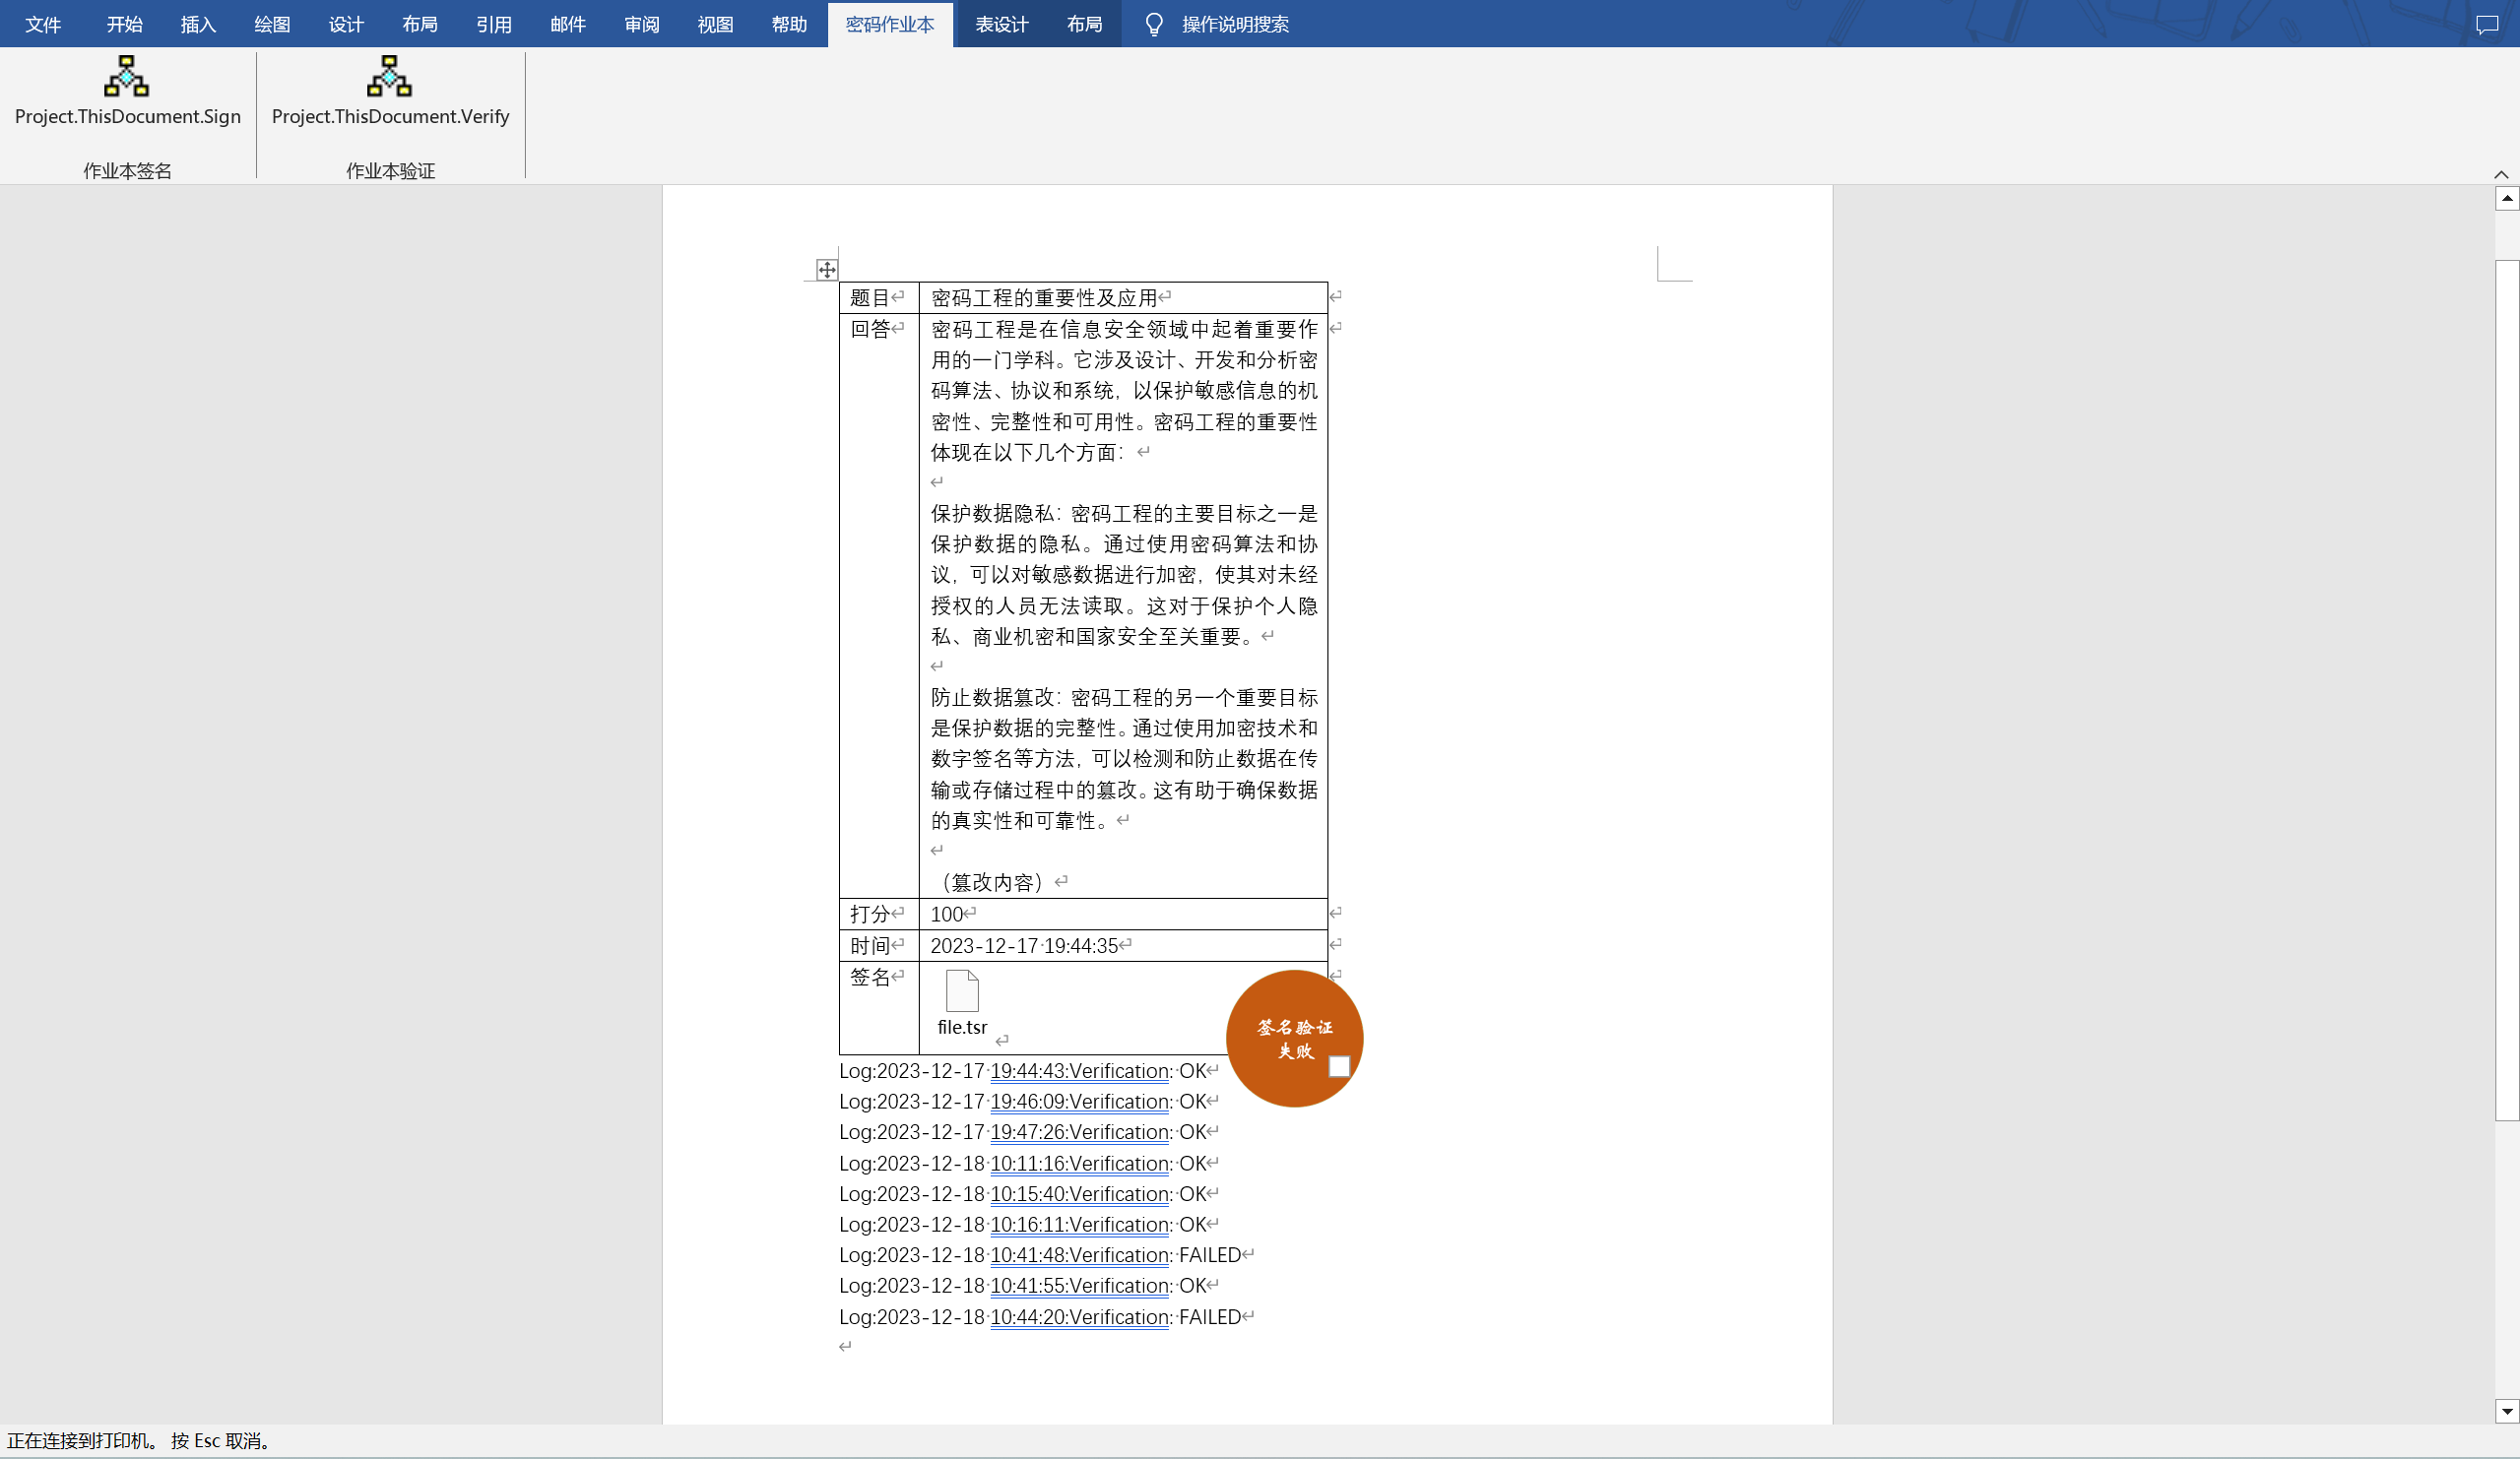 文件 开始 插入 绘图 设计 布局 引用 邮件 审阅 视图 帮助 密码作业本 表设计 布局 操作说明搜索
Project.ThisDocument.Sign Project.ThisDocument.Verify
作业本签名 作业本验证
题目 密码工程的重要性及应用
回答 密码工程是在信息安全领域中起着重要作
用的一门学科。它涉及设计、开发和分析密
码算法、协议和系统，以保护敏感信息的机
密性、完整性和可用性。密码工程的重要性
体现在以下几个方面：
保护数据隐私：密码工程的主要目标之一是
保护数据的隐私。通过使用密码算法和协
议，可以对敏感数据进行加密，使其对未经
授权的人员无法读取。这对于保护个人隐
私、商业机密和国家安全至关重要。
防止数据篡改：密码工程的另一个重要目标
是保护数据的完整性。通过使用加密技术和
数字签名等方法，可以检测和防止数据在传
输或存储过程中的篡改。这有助于确保数据
的真实性和可靠性。
（篡改内容）
打分 100
时间 2023-12-17 19:44:35
签名
file.tsr
签名验证
失败
Log:2023-12-17 19:44:43:Verification: OK
Log:2023-12-17 19:46:09:Verification: OK
Log:2023-12-17 19:47:26:Verification: OK
Log:2023-12-18 10:11:16:Verification: OK
Log:2023-12-18 10:15:40:Verification: OK
Log:2023-12-18 10:16:11:Verification: OK
Log:2023-12-18 10:41:48:Verification: FAILED
Log:2023-12-18 10:41:55:Verification: OK
Log:2023-12-18 10:44:20:Verification: FAILED
正在连接到打印机。 按 Esc 取消。